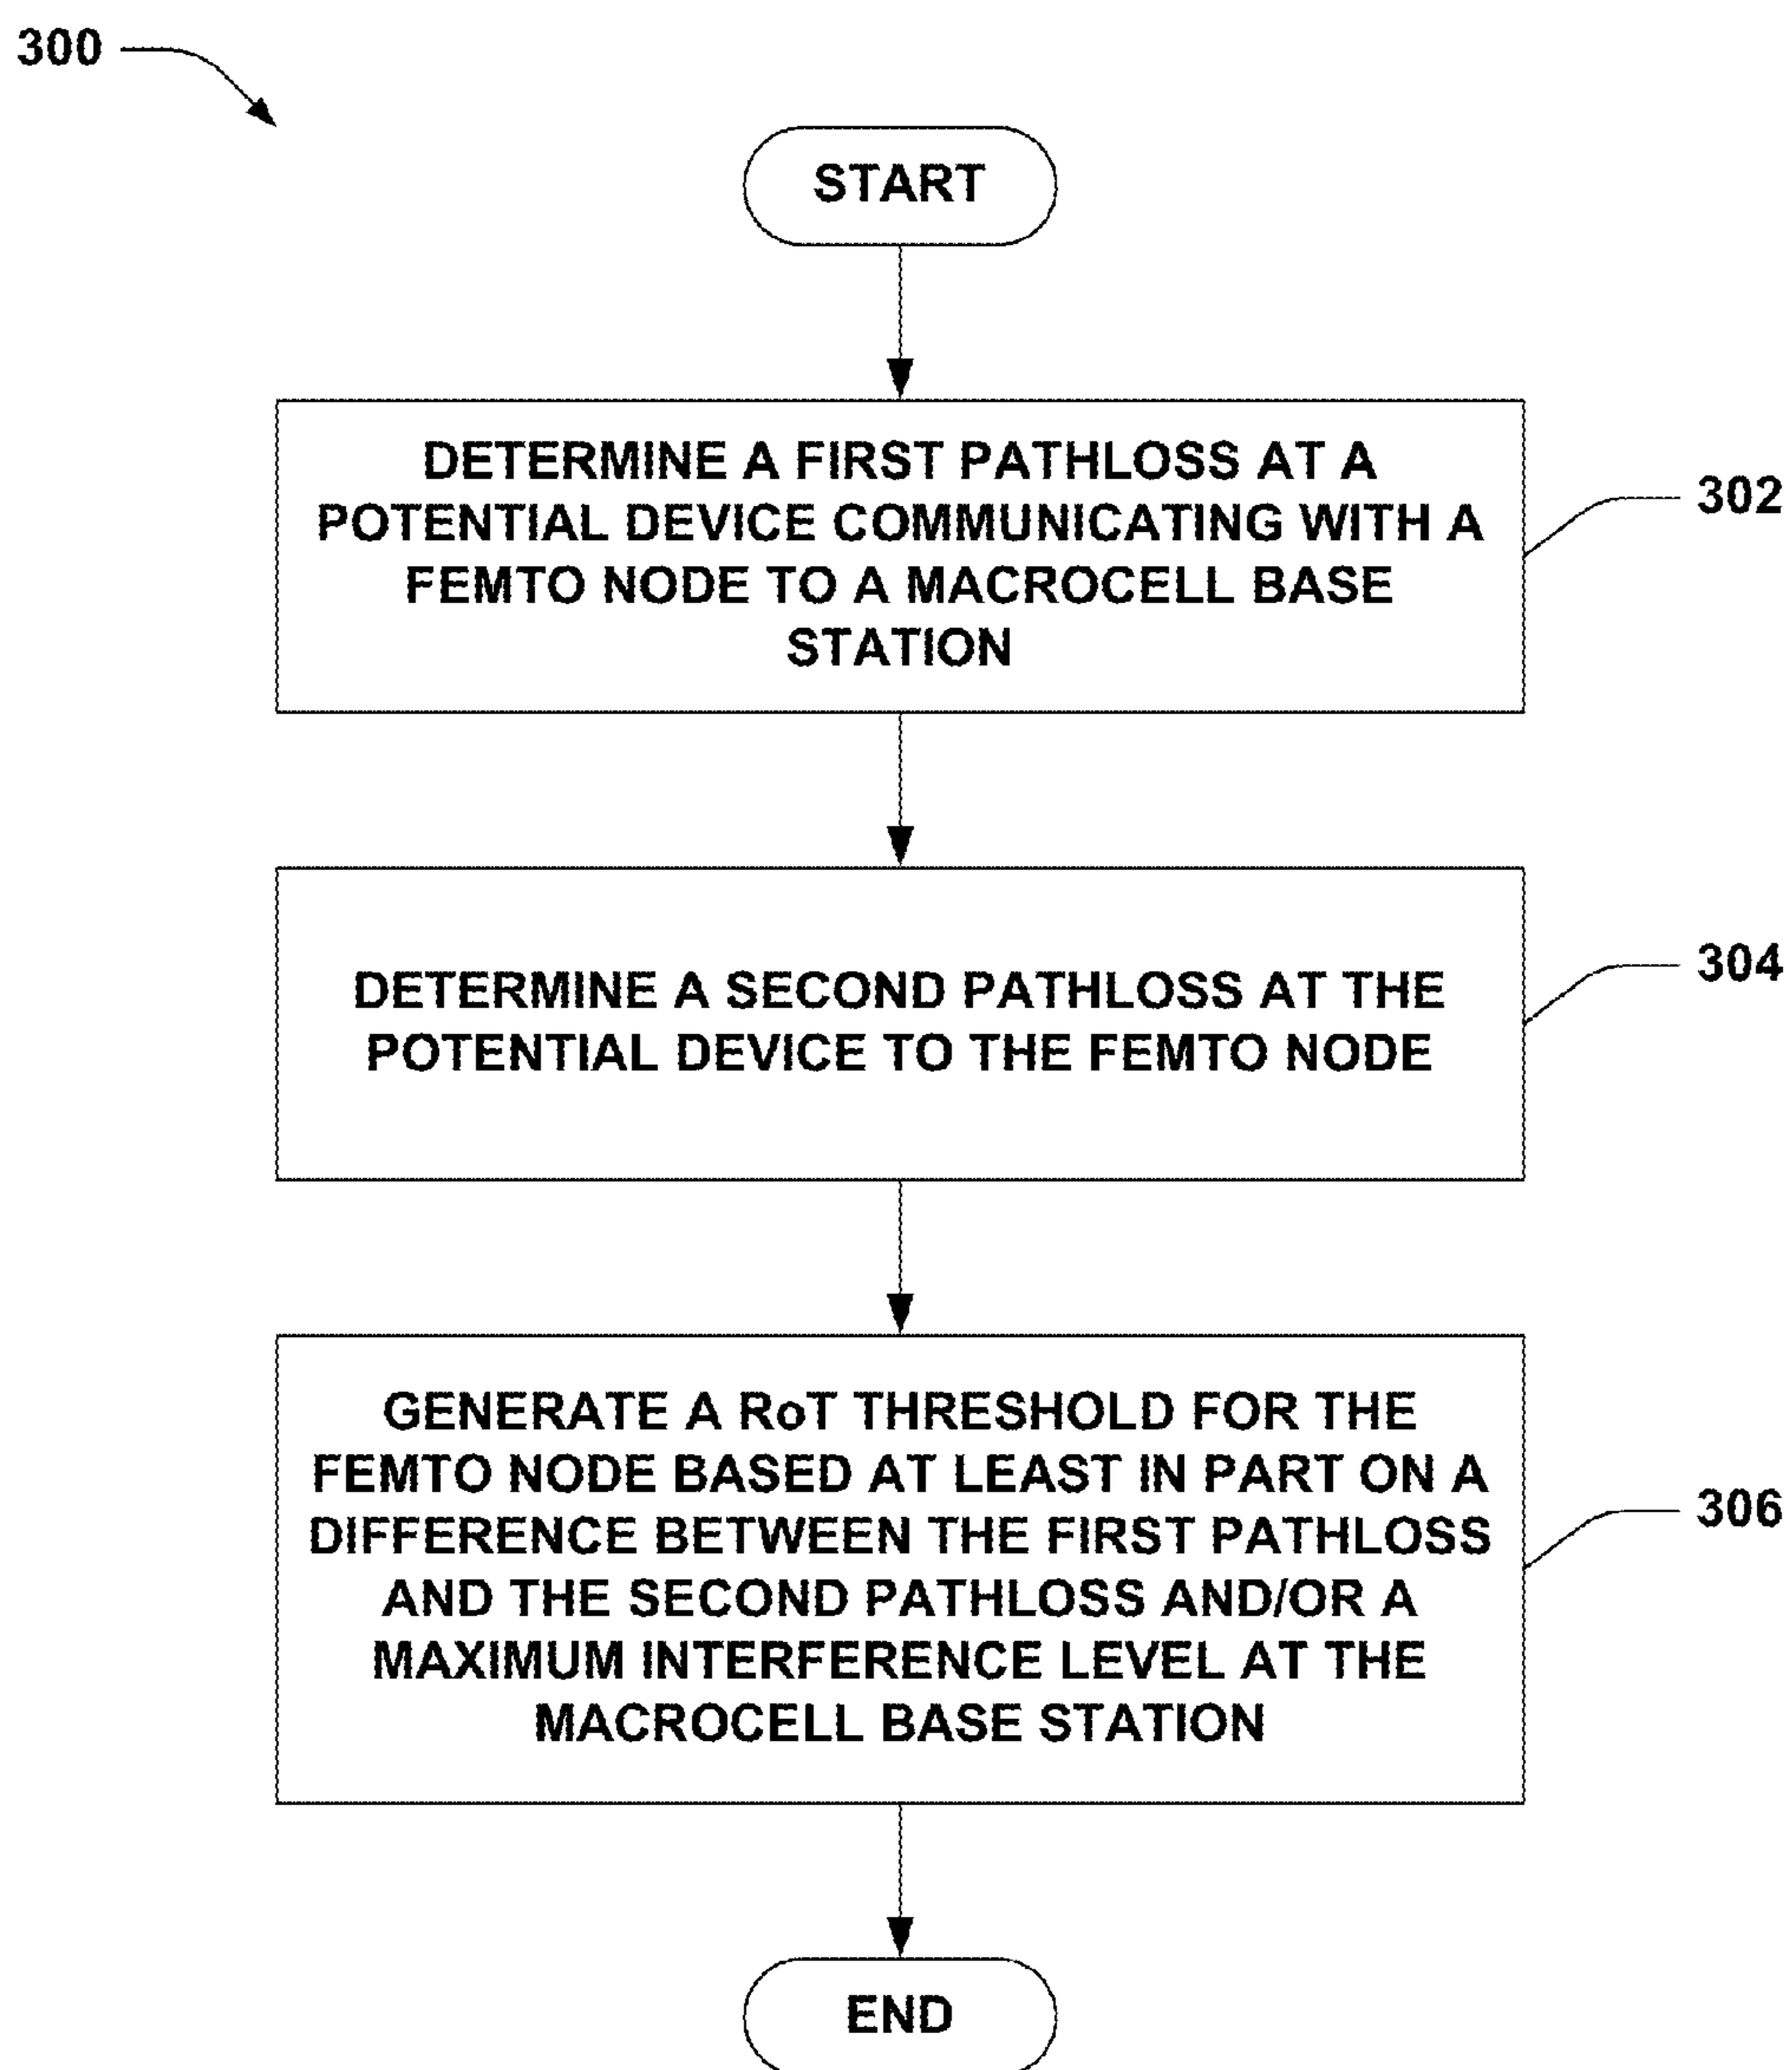 300
START
DETERMINE A FIRST PATHLOSS AT A
POTENTIAL DEVICE COMMUNICATING WITH A
FEMTO NODE TO A MACROCELL BASE
STATION
302
DETERMINE A SECOND PATHLOSS AT THE
POTENTIAL DEVICE TO THE FEMTO NODE
304
GENERATE A RoT THRESHOLD FOR THE
FEMTO NODE BASED AT LEAST IN PART ON A
DIFFERENCE BETWEEN THE FIRST PATHLOSS
AND THE SECOND PATHLOSS AND/OR A
MAXIMUM INTERFERENCE LEVEL AT THE
MACROCELL BASE STATION
306
END